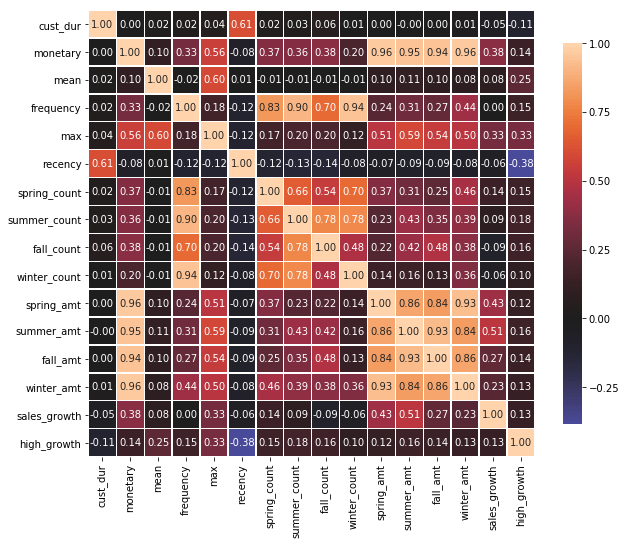 cust_dur 1.00 0.00 0.02 0.02 0.04 0.61 0.02 0.03 0.06 0.01 0.00 -0.00 0.00 0.01 -0.05 -0.11
monetary 0.00 1.00 0.10 0.33 0.56 -0.08 0.37 0.36 0.38 0.20 0.96 0.95 0.94 0.96 0.38 0.14
mean 0.02 0.10 1.00 -0.02 0.60 0.01 -0.01 -0.01 -0.01 -0.01 0.10 0.11 0.10 0.08 0.08 0.25
frequency 0.02 0.33 -0.02 1.00 0.18 -0.12 0.83 0.90 0.70 0.94 0.24 0.31 0.27 0.44 0.00 0.15
max 0.04 0.56 0.60 0.18 1.00 -0.12 0.17 0.20 0.20 0.12 0.51 0.59 0.54 0.50 0.33 0.33
recency 0.61 -0.08 0.01 -0.12 -0.12 1.00 -0.12 -0.13 -0.14 -0.08 -0.07 -0.09 -0.09 -0.08 -0.06 -0.38
spring_count 0.02 0.37 -0.01 0.83 0.17 -0.12 1.00 0.66 0.54 0.70 0.37 0.31 0.25 0.46 0.14 0.15
summer_count 0.03 0.36 -0.01 0.90 0.20 -0.13 0.66 1.00 0.78 0.78 0.23 0.43 0.35 0.39 0.09 0.18
fall_count 0.06 0.38 -0.01 0.70 0.20 -0.14 0.54 0.78 1.00 0.48 0.22 0.42 0.48 0.38 -0.09 0.16
winter_count 0.01 0.20 -0.01 0.94 0.12 -0.08 0.70 0.78 0.48 1.00 0.14 0.16 0.13 0.36 -0.06 0.10
spring_amt 0.00 0.96 0.10 0.24 0.51 -0.07 0.37 0.23 0.22 0.14 1.00 0.86 0.84 0.93 0.43 0.12
summer_amt -0.00 0.95 0.11 0.31 0.59 -0.09 0.31 0.43 0.42 0.16 0.86 1.00 0.93 0.84 0.51 0.16
fall_amt 0.00 0.94 0.10 0.27 0.54 -0.09 0.25 0.35 0.48 0.13 0.84 0.93 1.00 0.86 0.27 0.14
winter_amt 0.01 0.96 0.08 0.44 0.50 -0.08 0.46 0.39 0.38 0.36 0.93 0.84 0.86 1.00 0.23 0.13
sales_growth -0.05 0.38 0.08 0.00 0.33 -0.06 0.14 0.09 -0.09 -0.06 0.43 0.51 0.27 0.23 1.00 0.13
high_growth -0.11 0.14 0.25 0.15 0.33 -0.38 0.15 0.18 0.16 0.10 0.12 0.16 0.14 0.13 0.13 1.00
cust_dur
monetary
mean
frequency
max
recency
spring_count
summer_count
fall_count
winter_count
spring_amt
summer_amt
fall_amt
winter_amt
sales_growth
high_growth
1.00
0.75
0.50
0.25
0.00
−0.25